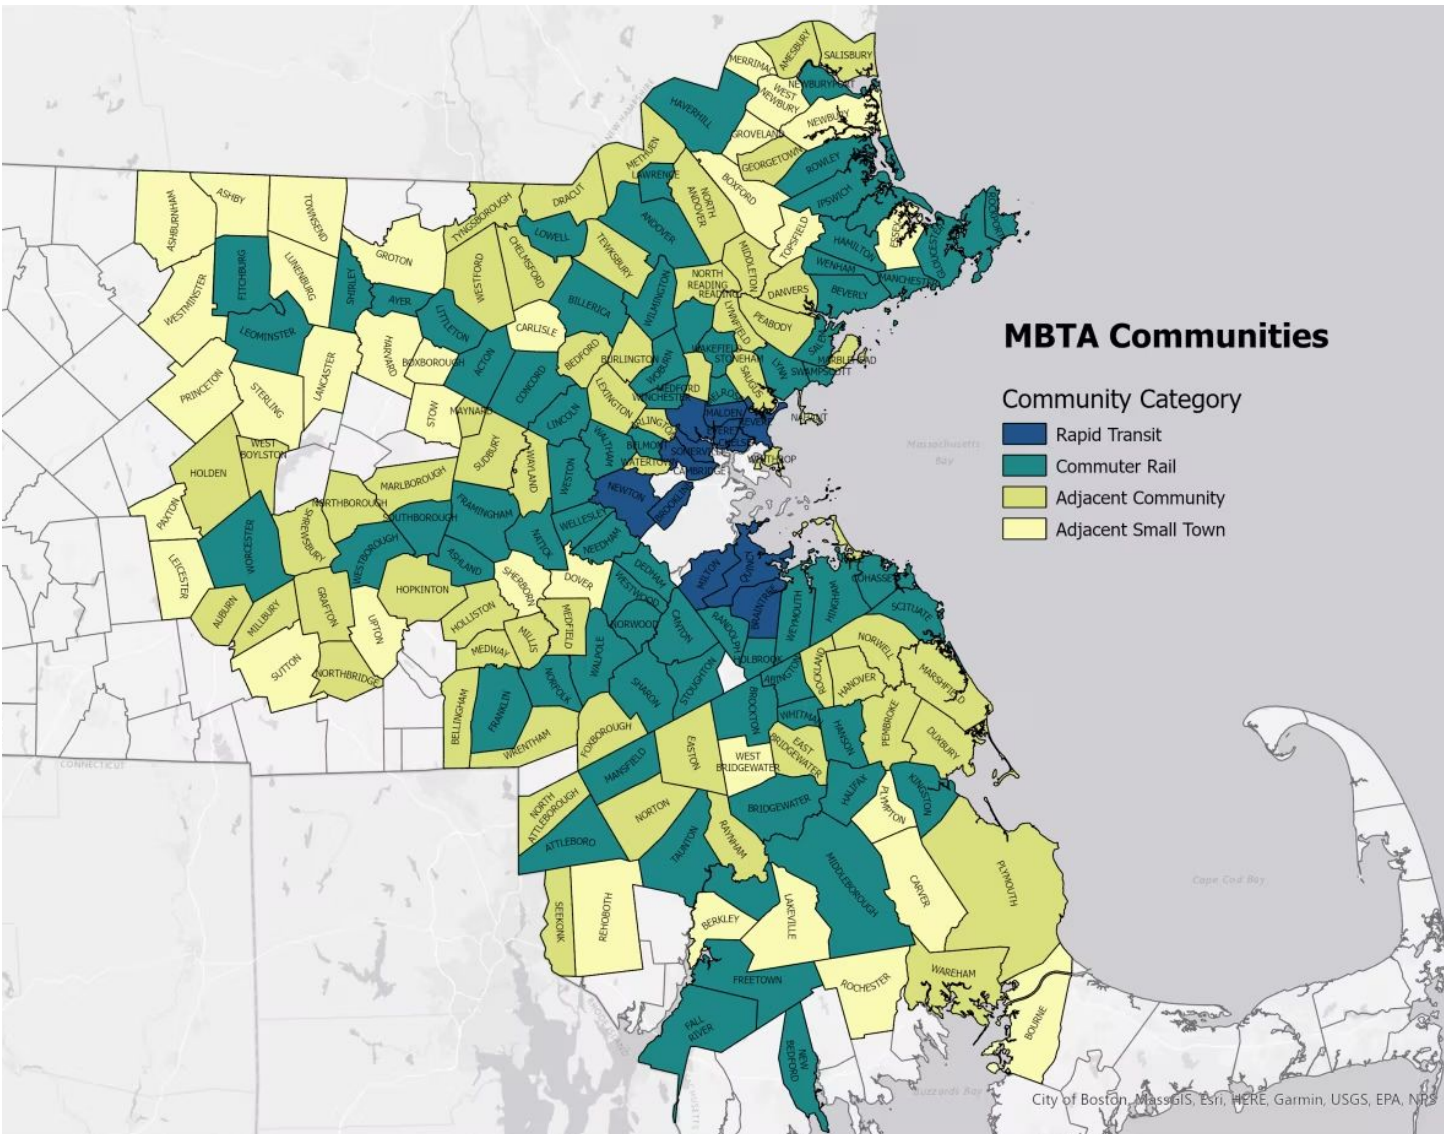 AMESBURY
SALISBURY
MERRIMAC
NEWBURYPORT
WEST
NEWBURY
HAVERHILL
NEWBURY
GROVELAND
NEW HAMPSHIRE
METHUEN
GEORGETOWN
ROWLEY
LAWRENCE
BOXFORD
IPSWICH
NORTH
ANDOVER
ASHBURNHAM
ASHBY
TOWNSEND
TYNGSBOROUGH
DRACUT
ANDOVER
TOPSFIELD
ESSEX
ROCKPORT
GLOUCESTER
LOWELL
HAMILTON
GROTON
CHELMSFORD
TEWKSBURY
MIDDLETON
WENHAM
MANCHESTER
LUNENBURG
FITCHBURG
SHIRLEY
WESTFORD
NORTH
READING
READING
DANVERS
BEVERLY
WESTMINSTER
AYER
BILLERICA
WILMINGTON
LYNNFIELD
PEABODY
LITTLETON
LEOMINSTER
CARLISLE
SALEM
HARVARD
BOXBOROUGH
ACTON
BEDFORD
BURLINGTON
WOBURN
WAKEFIELD
STONEHAM
MARBLEHEAD
LYNN
SWAMPSCOTT
SAUGUS
PRINCETON
STERLING
LANCASTER
CONCORD
LEXINGTON
WINCHESTER
MEDFORD
MELROSE
STOW
MAYNARD
LINCOLN
ARLINGTON
MALDEN
REVERE
EVERETT
CHELSEA
NAHANT
WEST
BOYLSTON
HOLDEN
SUDBURY
WAYLAND
WALTHAM
BELMONT
SOMERVILLE
WATERTOWN
CAMBRIDGE
WINTHROP
Massachusetts
Bay
MARLBOROUGH
WESTON
NEWTON
BROOKLINE
PAXTON
NORTHBOROUGH
SOUTHBOROUGH
FRAMINGHAM
SHREWSBURY
WORCESTER
WESTBOROUGH
NATICK
WELLESLEY
NEEDHAM
LEICESTER
ASHLAND
SHERBORN
DOVER
DEDHAM
WESTWOOD
MILTON
QUINCY
COHASSET
HOPKINTON
AUBURN
MILLBURY
GRAFTON
UPTON
HOLLISTON
MEDFIELD
NORWOOD
CANTON
RANDOLPH
BRAINTREE
WEYMOUTH
HINGHAM
SCITUATE
MILLIS
MEDWAY
WALPOLE
HOLBROOK
NORWELL
SUTTON
NORTHBRIDGE
NORFOLK
SHARON
STOUGHTON
ABINGTON
ROCKLAND
HANOVER
MARSHFIELD
BELLINGHAM
FRANKLIN
BROCKTON
WHITMAN
HANSON
PEMBROKE
WRENTHAM
FOXBOROUGH
EASTON
EAST
BRIDGEWATER
DUXBURY
WEST
BRIDGEWATER
MANSFIELD
CONNECTICUT
NORTH
ATTLEBOROUGH
NORTON
BRIDGEWATER
HALIFAX
PLYMPTON
KINGSTON
ATTLEBORO
TAUNTON
RAYNHAM
MIDDLEBOROUGH
PLYMOUTH
CARVER
SEEKONK
REHOBOTH
BERKLEY
LAKEVILLE
Cape Cod Bay
FREETOWN
ROCHESTER
WAREHAM
FALL
RIVER
BOURNE
NEW
BEDFORD
Buzzards Bay
MBTA Communities
Community Category
Rapid Transit
Commuter Rail
Adjacent Community
Adjacent Small Town
City of Boston, MassGIS, Esri, HERE, Garmin, USGS, EPA, NPS